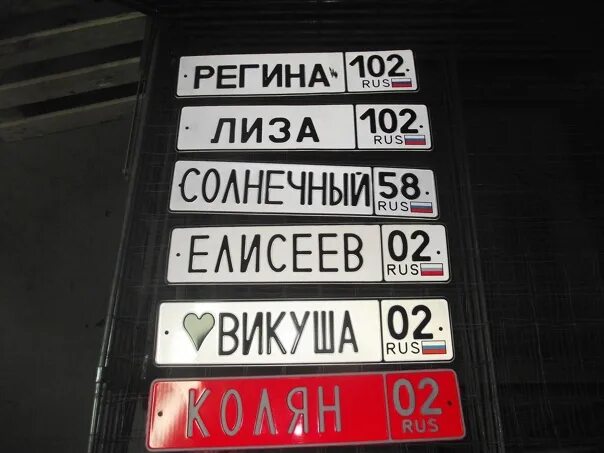 РЕГИНА 102 RUS
ЛИЗА 102 RUS
СОЛНЕЧНЫЙ 58 RUS
ЕЛИСЕЕВ 02 RUS
ВИКУША 02 RUS
КОЛЯН 02 RUS